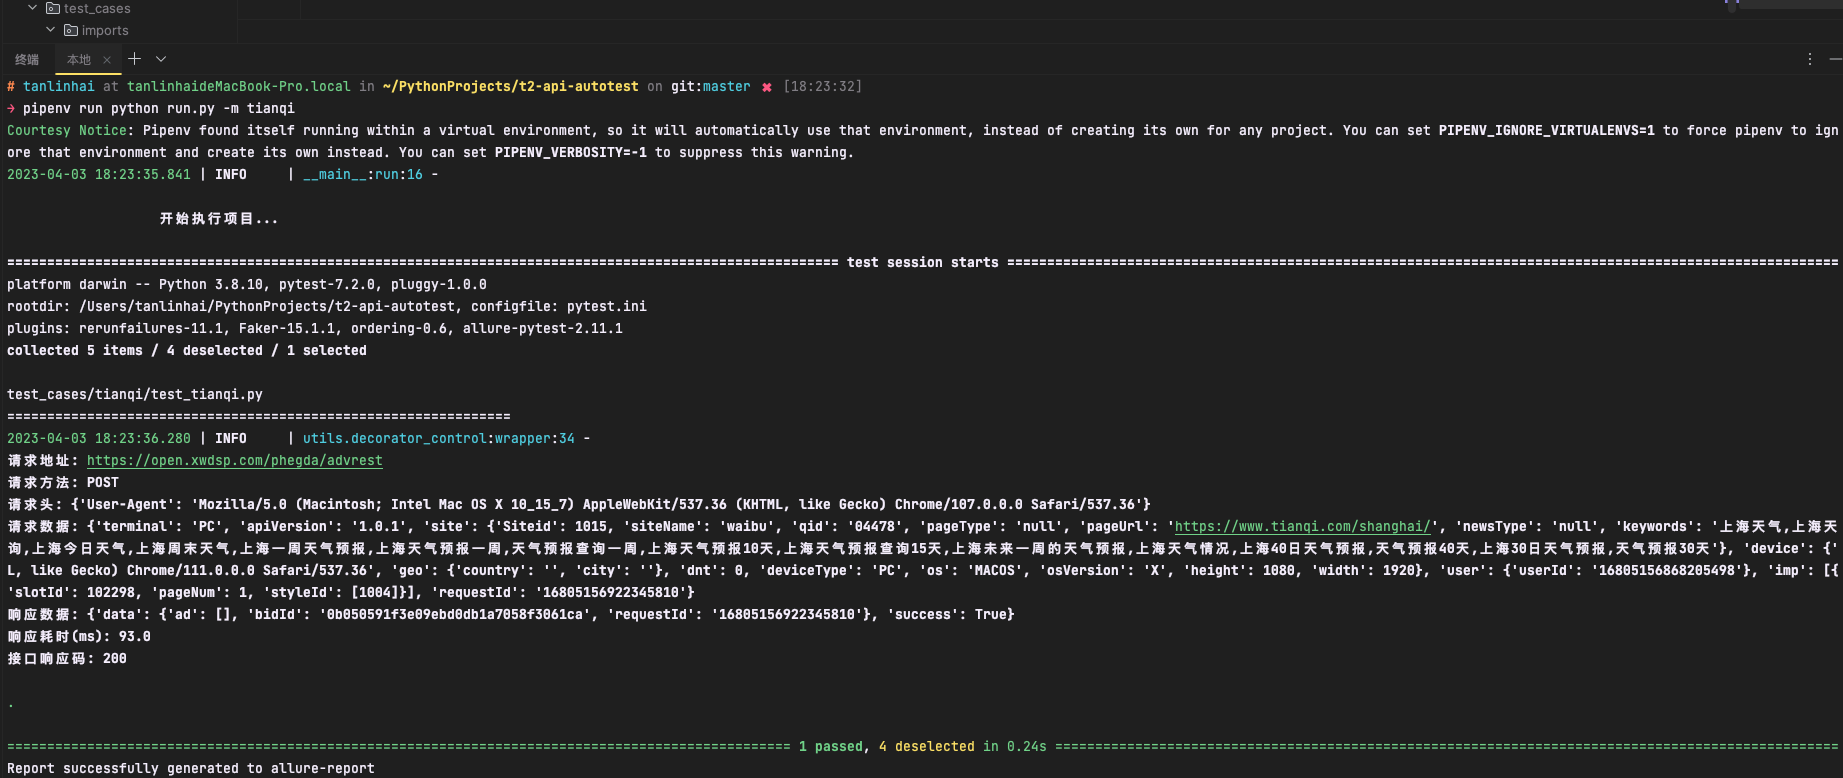 test_cases
imports
终端 本地
# tanlinhai at tanlinhaideMacBook-Pro.local in ~/PythonProjects/t2-api-autotest on git:master ✖ [18:23:32]
→ pipenv run python run.py -m tianqi
Courtesy Notice: Pipenv found itself running within a virtual environment, so it will automatically use that environment, instead of creating its own for any project. You can set PIPENV_IGNORE_VIRTUALENVS=1 to force pipenv to ign
ore that environment and create its own instead. You can set PIPENV_VERBOSITY=-1 to suppress this warning.
2023-04-03 18:23:35.841 | INFO     | __main__:run:16 -
开始执行项目...
======================================================================================================== test session starts ========================================================================================================
platform darwin -- Python 3.8.10, pytest-7.2.0, pluggy-1.0.0
rootdir: /Users/tanlinhai/PythonProjects/t2-api-autotest, configfile: pytest.ini
plugins: rerunfailures-11.1, Faker-15.1.1, ordering-0.6, allure-pytest-2.11.1
collected 5 items / 4 deselected / 1 selected
test_cases/tianqi/test_tianqi.py
===============================================================
2023-04-03 18:23:36.280 | INFO     | utils.decorator_control:wrapper:34 -
请求地址: https://open.xwdsp.com/phegda/advrest
请求方法: POST
请求头: {'User-Agent': 'Mozilla/5.0 (Macintosh; Intel Mac OS X 10_15_7) AppleWebKit/537.36 (KHTML, like Gecko) Chrome/107.0.0.0 Safari/537.36'}
请求数据: {'terminal': 'PC', 'apiVersion': '1.0.1', 'site': {'Siteid': 1015, 'siteName': 'waibu', 'qid': '04478', 'pageType': 'null', 'pageUrl': 'https://www.tianqi.com/shanghai/', 'newsType': 'null', 'keywords': '上海天气,上海天
询,上海今日天气,上海周末天气,上海一周天气预报,上海天气预报一周,天气预报查询一周,上海天气预报10天,上海天气预报查询15天,上海未来一周的天气预报,上海天气情况,上海40日天气预报,天气预报40天,上海30日天气预报,天气预报30天'}, 'device': {'
L, like Gecko) Chrome/111.0.0.0 Safari/537.36', 'geo': {'country': '', 'city': ''}, 'dnt': 0, 'deviceType': 'PC', 'os': 'MACOS', 'osVersion': 'X', 'height': 1080, 'width': 1920}, 'user': {'userId': '16805156868205498'}, 'imp': [{
'slotId': 102298, 'pageNum': 1, 'styleId': [1004]}], 'requestId': '16805156922345810'}
响应数据: {'data': {'ad': [], 'bidId': '0b050591f3e09ebd0db1a7058f3061ca', 'requestId': '16805156922345810'}, 'success': True}
响应耗时(ms): 93.0
接口响应码: 200
.
================================================================================================== 1 passed, 4 deselected in 0.24s ==================================================================================================
Report successfully generated to allure-report